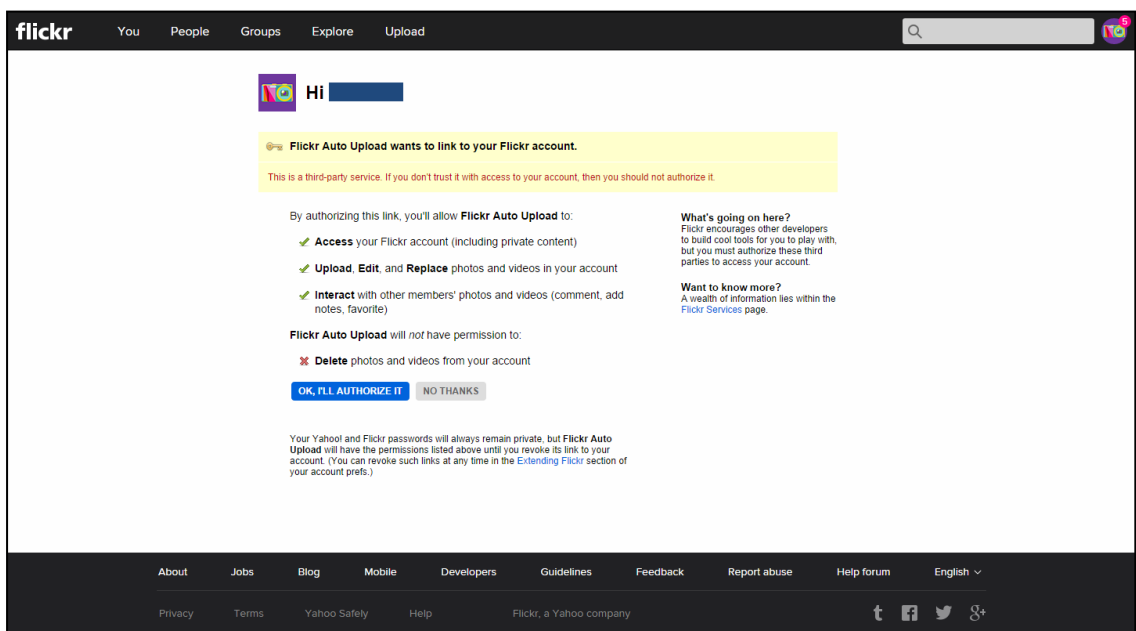 flickr You People Groups Explore Upload
5
Hi
Flickr Auto Upload wants to link to your Flickr account.
This is a third-party service. If you don't trust it with access to your account, then you should not authorize it.
By authorizing this link, you'll allow Flickr Auto Upload to:
Access your Flickr account (including private content)
Upload, Edit, and Replace photos and videos in your account
Interact with other members' photos and videos (comment, add
notes, favorite)
Flickr Auto Upload will not have permission to:
Delete photos and videos from your account
OK, I'LL AUTHORIZE IT NO THANKS
Your Yahoo! and Flickr passwords will always remain private, but Flickr Auto
Upload will have the permissions listed above until you revoke its link to your
account. (You can revoke such links at any time in the Extending Flickr section of
your account prefs.)
What's going on here?
Flickr encourages other developers
to build cool tools for you to play with,
but you must authorize these third
parties to access your account.
Want to know more?
A wealth of information lies within the
Flickr Services page.
About Jobs Blog Mobile Developers Guidelines Feedback Report abuse Help forum English
Privacy Terms Yahoo Safely Help Flickr, a Yahoo company